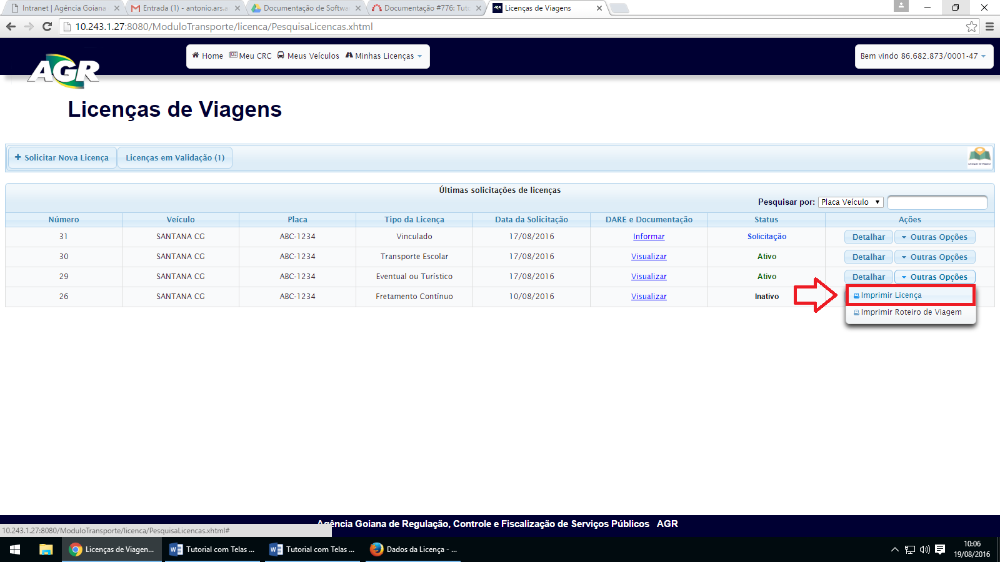 Intranet | Agência Goiana
Entrada (1) - antonio.ars.a
Documentação de Softwa
Documentação #776: Tuto
AGR
Licenças de Viagens
10.243.1.27:8080/ModuloTransporte/licenca/PesquisaLicencas.xhtml
AGR
Home
Meu CRC
Meus Veículos
Minhas Licenças
Bem vindo 86.682.873/0001-47
Licenças de Viagens
+ Solicitar Nova Licença
Licenças em Validação (1)
Licenças de Viagens
Últimas solicitações de licenças
Pesquisar por: Placa Veículo
Número Veículo Placa Tipo da Licença Data da Solicitação DARE e Documentação Status Ações
31 SANTANA CG ABC-1234 Vinculado 17/08/2016 Informar Solicitação Detalhar Outras Opções
30 SANTANA CG ABC-1234 Transporte Escolar 17/08/2016 Visualizar Ativo Detalhar Outras Opções
29 SANTANA CG ABC-1234 Eventual ou Turístico 17/08/2016 Visualizar Ativo Detalhar Outras Opções
26 SANTANA CG ABC-1234 Fretamento Contínuo 10/08/2016 Visualizar Inativo
Imprimir Licença
Imprimir Roteiro de Viagem
Agência Goiana de Regulação, Controle e Fiscalização de Serviços Públicos AGR
10.243.1.27:8080/ModuloTransporte/licenca/PesquisaLicencas.xhtml#
Licenças de Viagen...
Tutorial com Telas ...
Tutorial com Telas ...
Dados da Licença - ...
10:06
19/08/2016